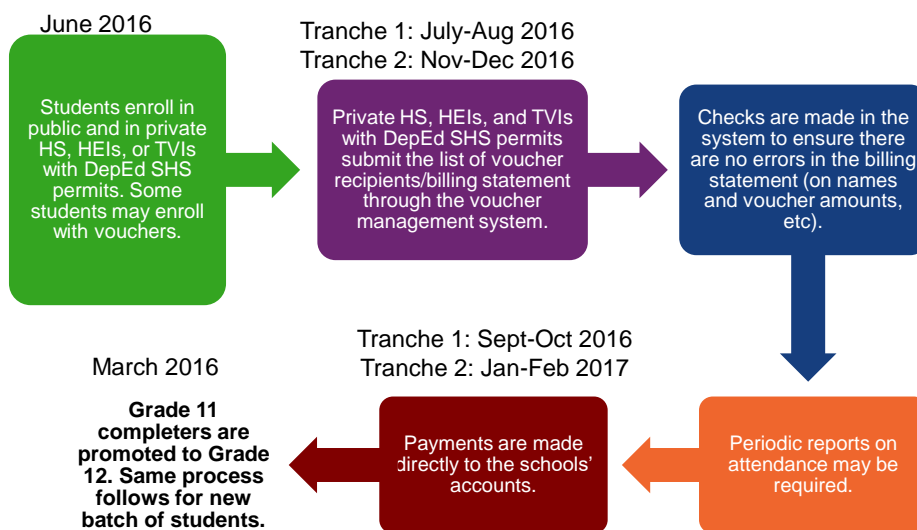 June 2016
Students enroll in
public and in private
HS, HEIs, or TVIs
with DepEd SHS
permits. Some
students may enroll
with vouchers.
Tranche 1: July-Aug 2016
Tranche 2: Nov-Dec 2016
Private HS, HEIs, and TVIs
with DepEd SHS permits
submit the list of voucher
recipients/billing statement
through the voucher
management system.
Checks are made in the
system to ensure there
are no errors in the billing
statement (on names
and voucher amounts,
etc).
Periodic reports on
attendance may be
required.
Tranche 1: Sept-Oct 2016
Tranche 2: Jan-Feb 2017
Payments are made
directly to the schools’
accounts.
March 2016
Grade 11
completers are
promoted to Grade
12. Same process
follows for new
batch of students.